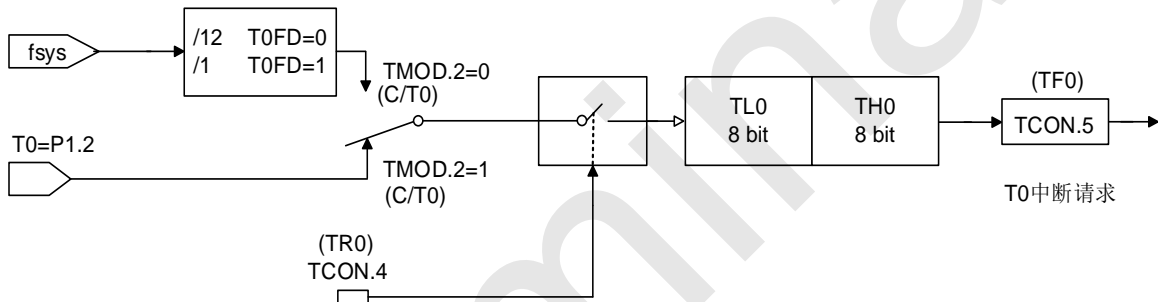 fsys
/12 T0FD=0
/1 T0FD=1
TMOD.2=0
(C/T0)
T0=P1.2
TMOD.2=1
(C/T0)
(TR0)
TCON.4
TL0
8 bit
TH0
8 bit
(TF0)
TCON.5
T0中断请求